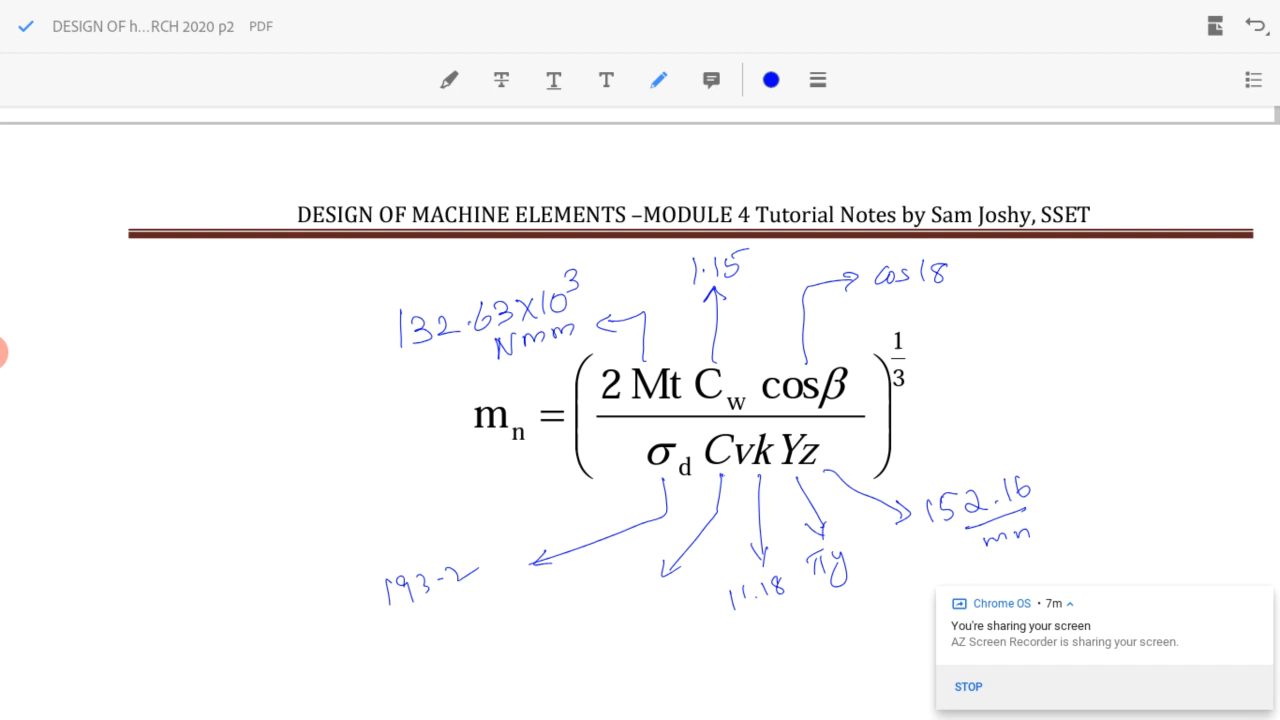 DESIGN OF h...RCH 2020 p2 PDF
T T T
DESIGN OF MACHINE ELEMENTS –MODULE 4 Tutorial Notes by Sam Joshy, SSET
1.15
cos 18
132.63×10³
Nmm
m_n = ( 2 Mt C_w cosβ / σ_d Cvk Yz )^1/3
152.16
mn
193-2
11.18
πy
Chrome OS • 7m
You're sharing your screen
AZ Screen Recorder is sharing your screen.
STOP